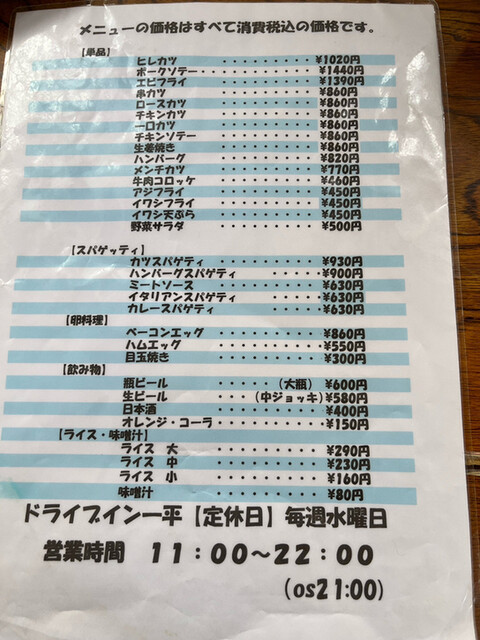 メニューの価格はすべて消費税込の価格です。
【単品】
ヒレカツ ・・・・・・・・・ ¥1020円
ポークソテー・・・・・・・・・・ ¥1440円
エビフライ ・・・・・・・・・ ¥1390円
串カツ ・・・・・・・・・ ¥860円
ロースカツ ・・・・・・・・・ ¥860円
チキンカツ ・・・・・・・・・ ¥860円
一口カツ ・・・・・・・・・ ¥860円
チキンソテー ・・・・・・・・・ ¥860円
生姜焼き ・・・・・・・・・ ¥860円
ハンバーグ ・・・・・・・・・ ¥820円
メンチカツ ・・・・・・・・・ ¥770円
牛肉コロッケ ・・・・・・・・・ ¥460円
アジフライ ・・・・・・・・・ ¥450円
イワシフライ ・・・・・・・・・ ¥450円
イワシ天ぷら ・・・・・・・・・ ¥450円
野菜サラダ ・・・・・・・・・ ¥500円
【スパゲッティ】
カツスパゲティ ・・・・・・・・・ ¥930円
ハンバーグスパゲティ ・・・・・ ¥900円
ミートソース ・・・・・・・・・ ¥630円
イタリアンスパゲティ ・・・・・ ¥630円
カレースパゲティ ・・・・・・・ ¥630円
【卵料理】
ベーコンエッグ ・・・・・・・・・ ¥860円
ハムエッグ ・・・・・・・・・ ¥550円
目玉焼き ・・・・・・・・・ ¥300円
【飲み物】
瓶ビール ・・・・・・(大瓶) ¥600円
生ビール ・・・・(中ジョッキ)¥580円
日本酒 ・・・・・・・・・ ¥400円
オレンジ・コーラ ・・・・・・・・・ ¥150円
【ライス・味噌汁】
ライス 大 ・・・・・・・・・ ¥290円
ライス 中 ・・・・・・・・・ ¥230円
ライス 小 ・・・・・・・・・ ¥160円
味噌汁 ・・・・・・・・・ ¥80円
ドライブイン一平【定休日】毎週水曜日
営業時間 11:00~22:00
(os21:00)